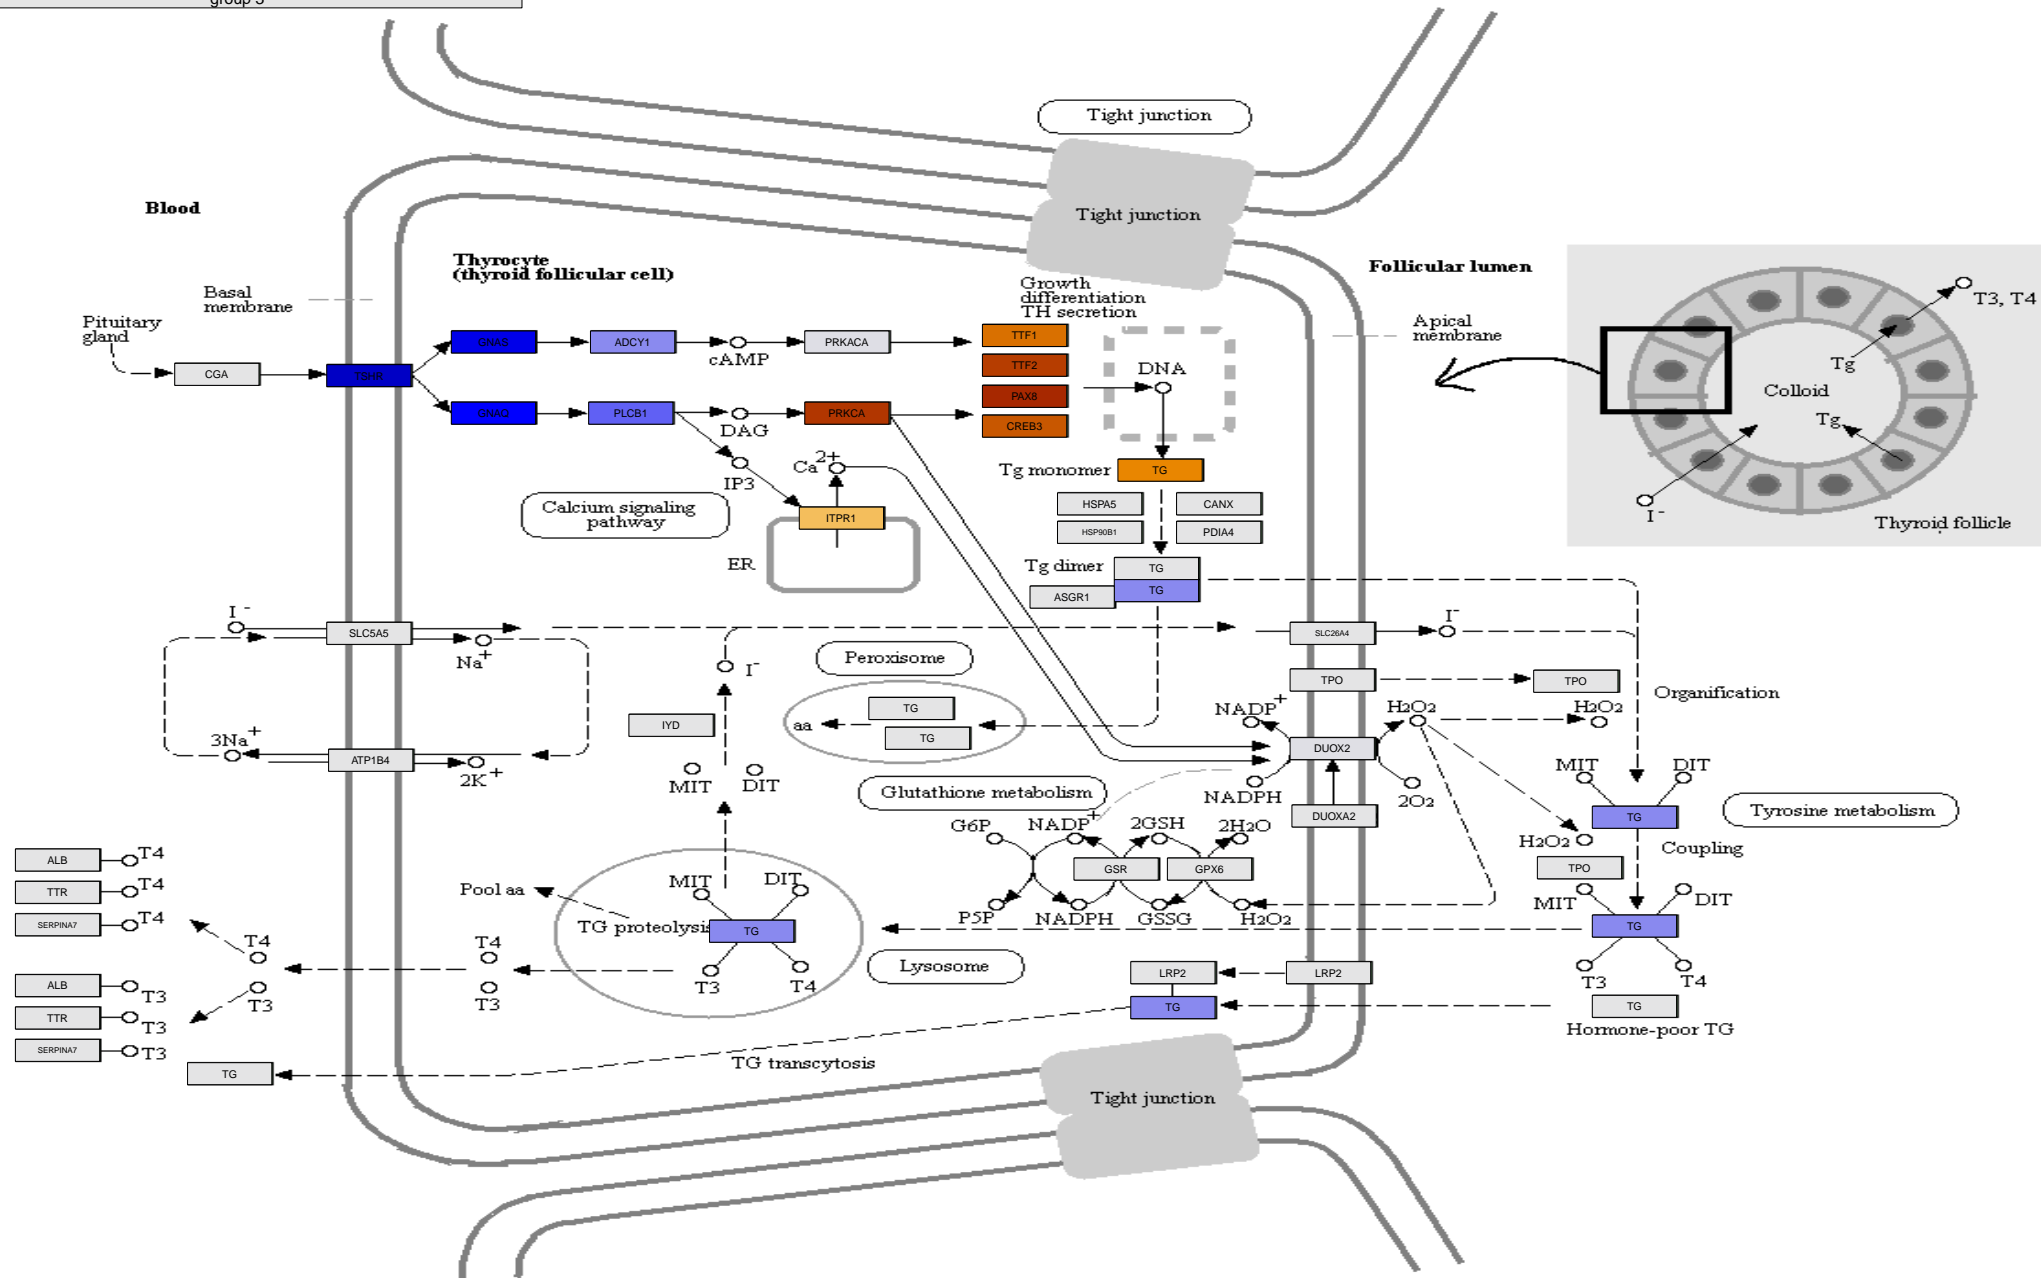 group 3
Tight junction
Tight junction
Blood
Thyrocyte
(thyroid follicular cell)
Follicular lumen
Growth
differentiation
TH secretion
Basal
membrane
Apical
membrane
Pituitary
gland
T3, T4
Tg
Colloid
Tg
I-
Thyroid follicle
CGA
TSHR
GNAS
ADCY1
cAMP
PRKACA
TTF1
TTF2
PAX8
CREB3
DNA
GNAQ
PLCB1
DAG
PRKCA
IP3
Ca2+
Calcium signaling
pathway
ITPR1
ER
Tg monomer
TG
HSPA5
CANX
HSP90B1
PDIA4
Tg dimer
TG
TG
ASGR1
I-
SLC5A5
Na+
SLC26A4
I-
I-
Peroxisome
TPO
TPO
Organification
aa
TG
TG
IYD
NADP+
H2O2
H2O2
DUOX2
3Na+
ATP1B4
2K+
MIT
DIT
NADPH
2O2
MIT
DIT
Glutathione metabolism
DUOXA2
TG
Tyrosine metabolism
G6P
NADP+
2GSH
2H2O
H2O2
Coupling
GSR
GPX6
TPO
P5P
NADPH
GSSG
H2O2
MIT
DIT
TG
T3
T4
ALB
T4
TTR
T4
SERPINA7
T4
Pool aa
MIT
DIT
TG proteolysis
TG
T4
T4
T3
T4
T3
T3
Lysosome
LRP2
LRP2
TG
TG
Hormone-poor TG
ALB
T3
TTR
T3
SERPINA7
T3
TG
TG transcytosis
Tight junction